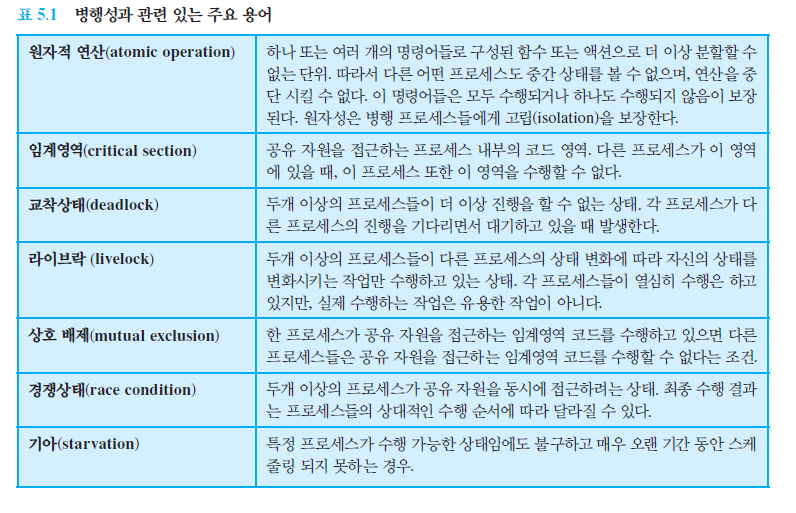 표 5.1 병행성과 관련 있는 주요 용어
원자적 연산(atomic operation)
하나 또는 여러 개의 명령어들로 구성된 함수 또는 액션으로 더 이상 분할할 수
없는 단위. 따라서 다른 어떤 프로세스도 중간 상태를 볼 수 없으며, 연산을 중
단 시킬 수 없다. 이 명령어들은 모두 수행되거나 하나도 수행되지 않음이 보장
된다. 원자성은 병행 프로세스들에게 고립(isolation)을 보장한다.
임계영역(critical section)
공유 자원을 접근하는 프로세스 내부의 코드 영역. 다른 프로세스가 이 영역
에 있을 때, 이 프로세스 또한 이 영역을 수행할 수 없다.
교착상태(deadlock)
두개 이상의 프로세스들이 더 이상 진행을 할 수 없는 상태. 각 프로세스가 다
른 프로세스의 진행을 기다리면서 대기하고 있을 때 발생한다.
라이브락 (livelock)
두개 이상의 프로세스들이 다른 프로세스의 상태 변화에 따라 자신의 상태를
변화시키는 작업만 수행하고 있는 상태. 각 프로세스들이 열심히 수행은 하고
있지만, 실제 수행하는 작업은 유용한 작업이 아니다.
상호 배제(mutual exclusion)
한 프로세스가 공유 자원을 접근하는 임계영역 코드를 수행하고 있으면 다른
프로세스들은 공유 자원을 접근하는 임계영역 코드를 수행할 수 없다는 조건.
경쟁상태(race condition)
두개 이상의 프로세스가 공유 자원을 동시에 접근하려는 상태. 최종 수행 결과
는 프로세스들의 상대적인 수행 순서에 따라 달라질 수 있다.
기아(starvation)
특정 프로세스가 수행 가능한 상태임에도 불구하고 매우 오랜 기간 동안 스케
줄링 되지 못하는 경우.